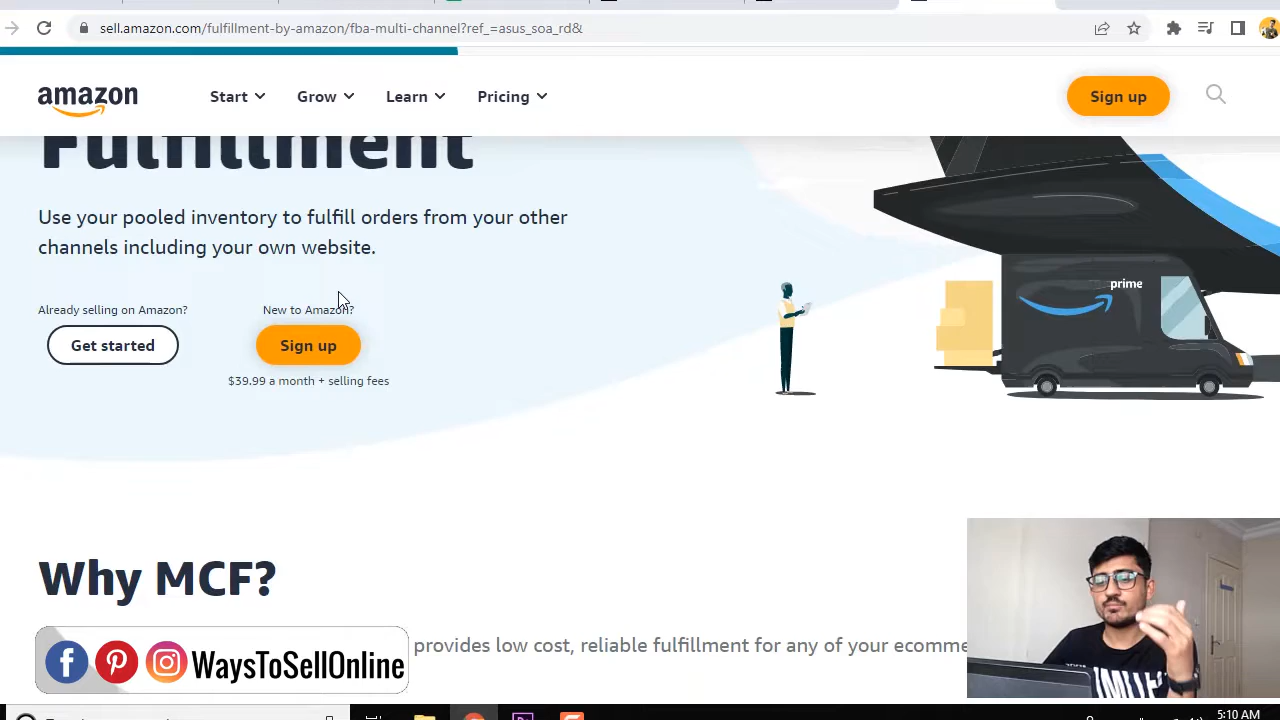 sell.amazon.com/fulfillment-by-amazon/fba-multi-channel?ref_=asus_soa_rd&
amazon
Start
Grow
Learn
Pricing
Sign up
Fulfillment
Use your pooled inventory to fulfill orders from your other
channels including your own website.
Already selling on Amazon?
New to Amazon?
Get started
Sign up
$39.99 a month + selling fees
prime
Why MCF?
provides low cost, reliable fulfillment for any of your ecomme
WaysToSellOnline
5:10 AM